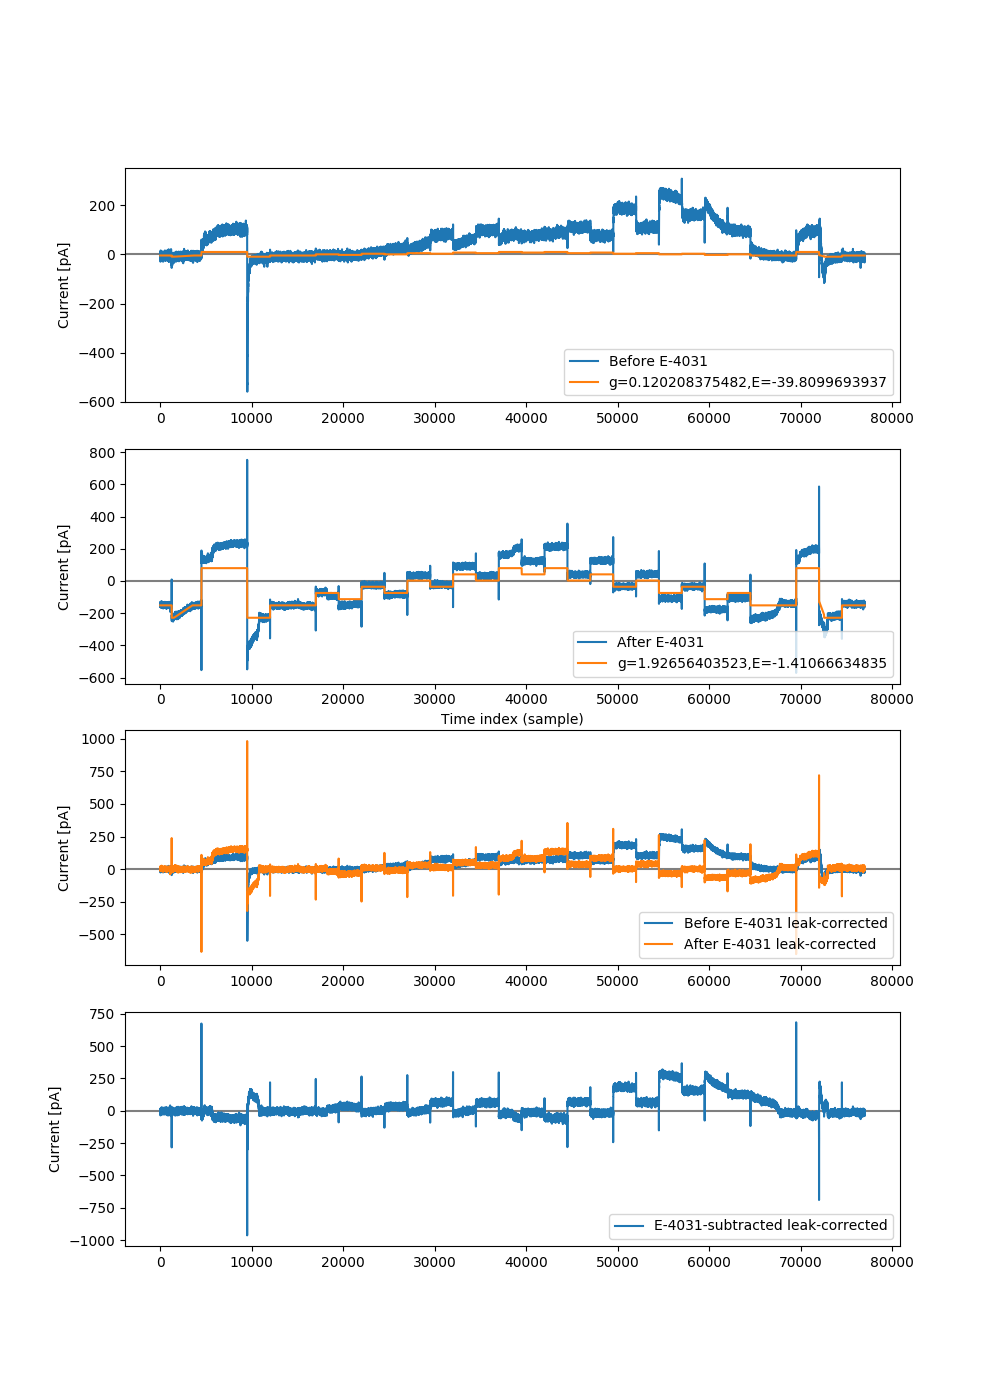 200
0
−200
−400
−600
Current [pA]
Before E-4031
g=0.120208375482,E=-39.8099693937
0 10000 20000 30000 40000 50000 60000 70000 80000
800
600
400
200
0
−200
−400
−600
Current [pA]
After E-4031
g=1.92656403523,E=-1.41066634835
0 10000 20000 30000 40000 50000 60000 70000 80000
Time index (sample)
1000
750
500
250
0
−250
−500
Current [pA]
Before E-4031 leak-corrected
After E-4031 leak-corrected
0 10000 20000 30000 40000 50000 60000 70000 80000
750
500
250
0
−250
−500
−750
−1000
Current [pA]
E-4031-subtracted leak-corrected
0 10000 20000 30000 40000 50000 60000 70000 80000